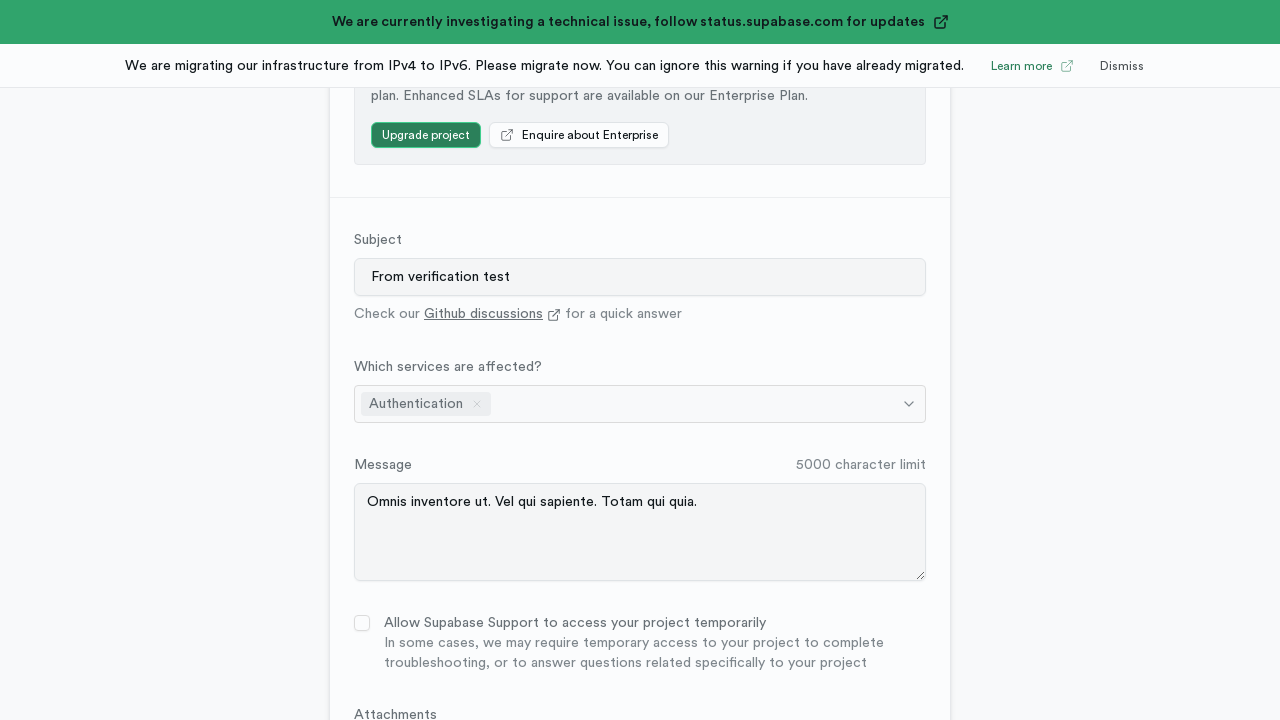 We are currently investigating a technical issue, follow status.supabase.com for updates
We are migrating our infrastructure from IPv4 to IPv6. Please migrate now. You can ignore this warning if you have already migrated.
Learn more
Dismiss
plan. Enhanced SLAs for support are available on our Enterprise Plan.
Upgrade project
Enquire about Enterprise
Subject
From verification test
Check our Github discussions for a quick answer
Which services are affected?
Authentication
Message
5000 character limit
Omnis inventore ut. Vel qui sapiente. Totam qui quia.
Allow Supabase Support to access your project temporarily
In some cases, we may require temporary access to your project to complete
troubleshooting, or to answer questions related specifically to your project
Attachments